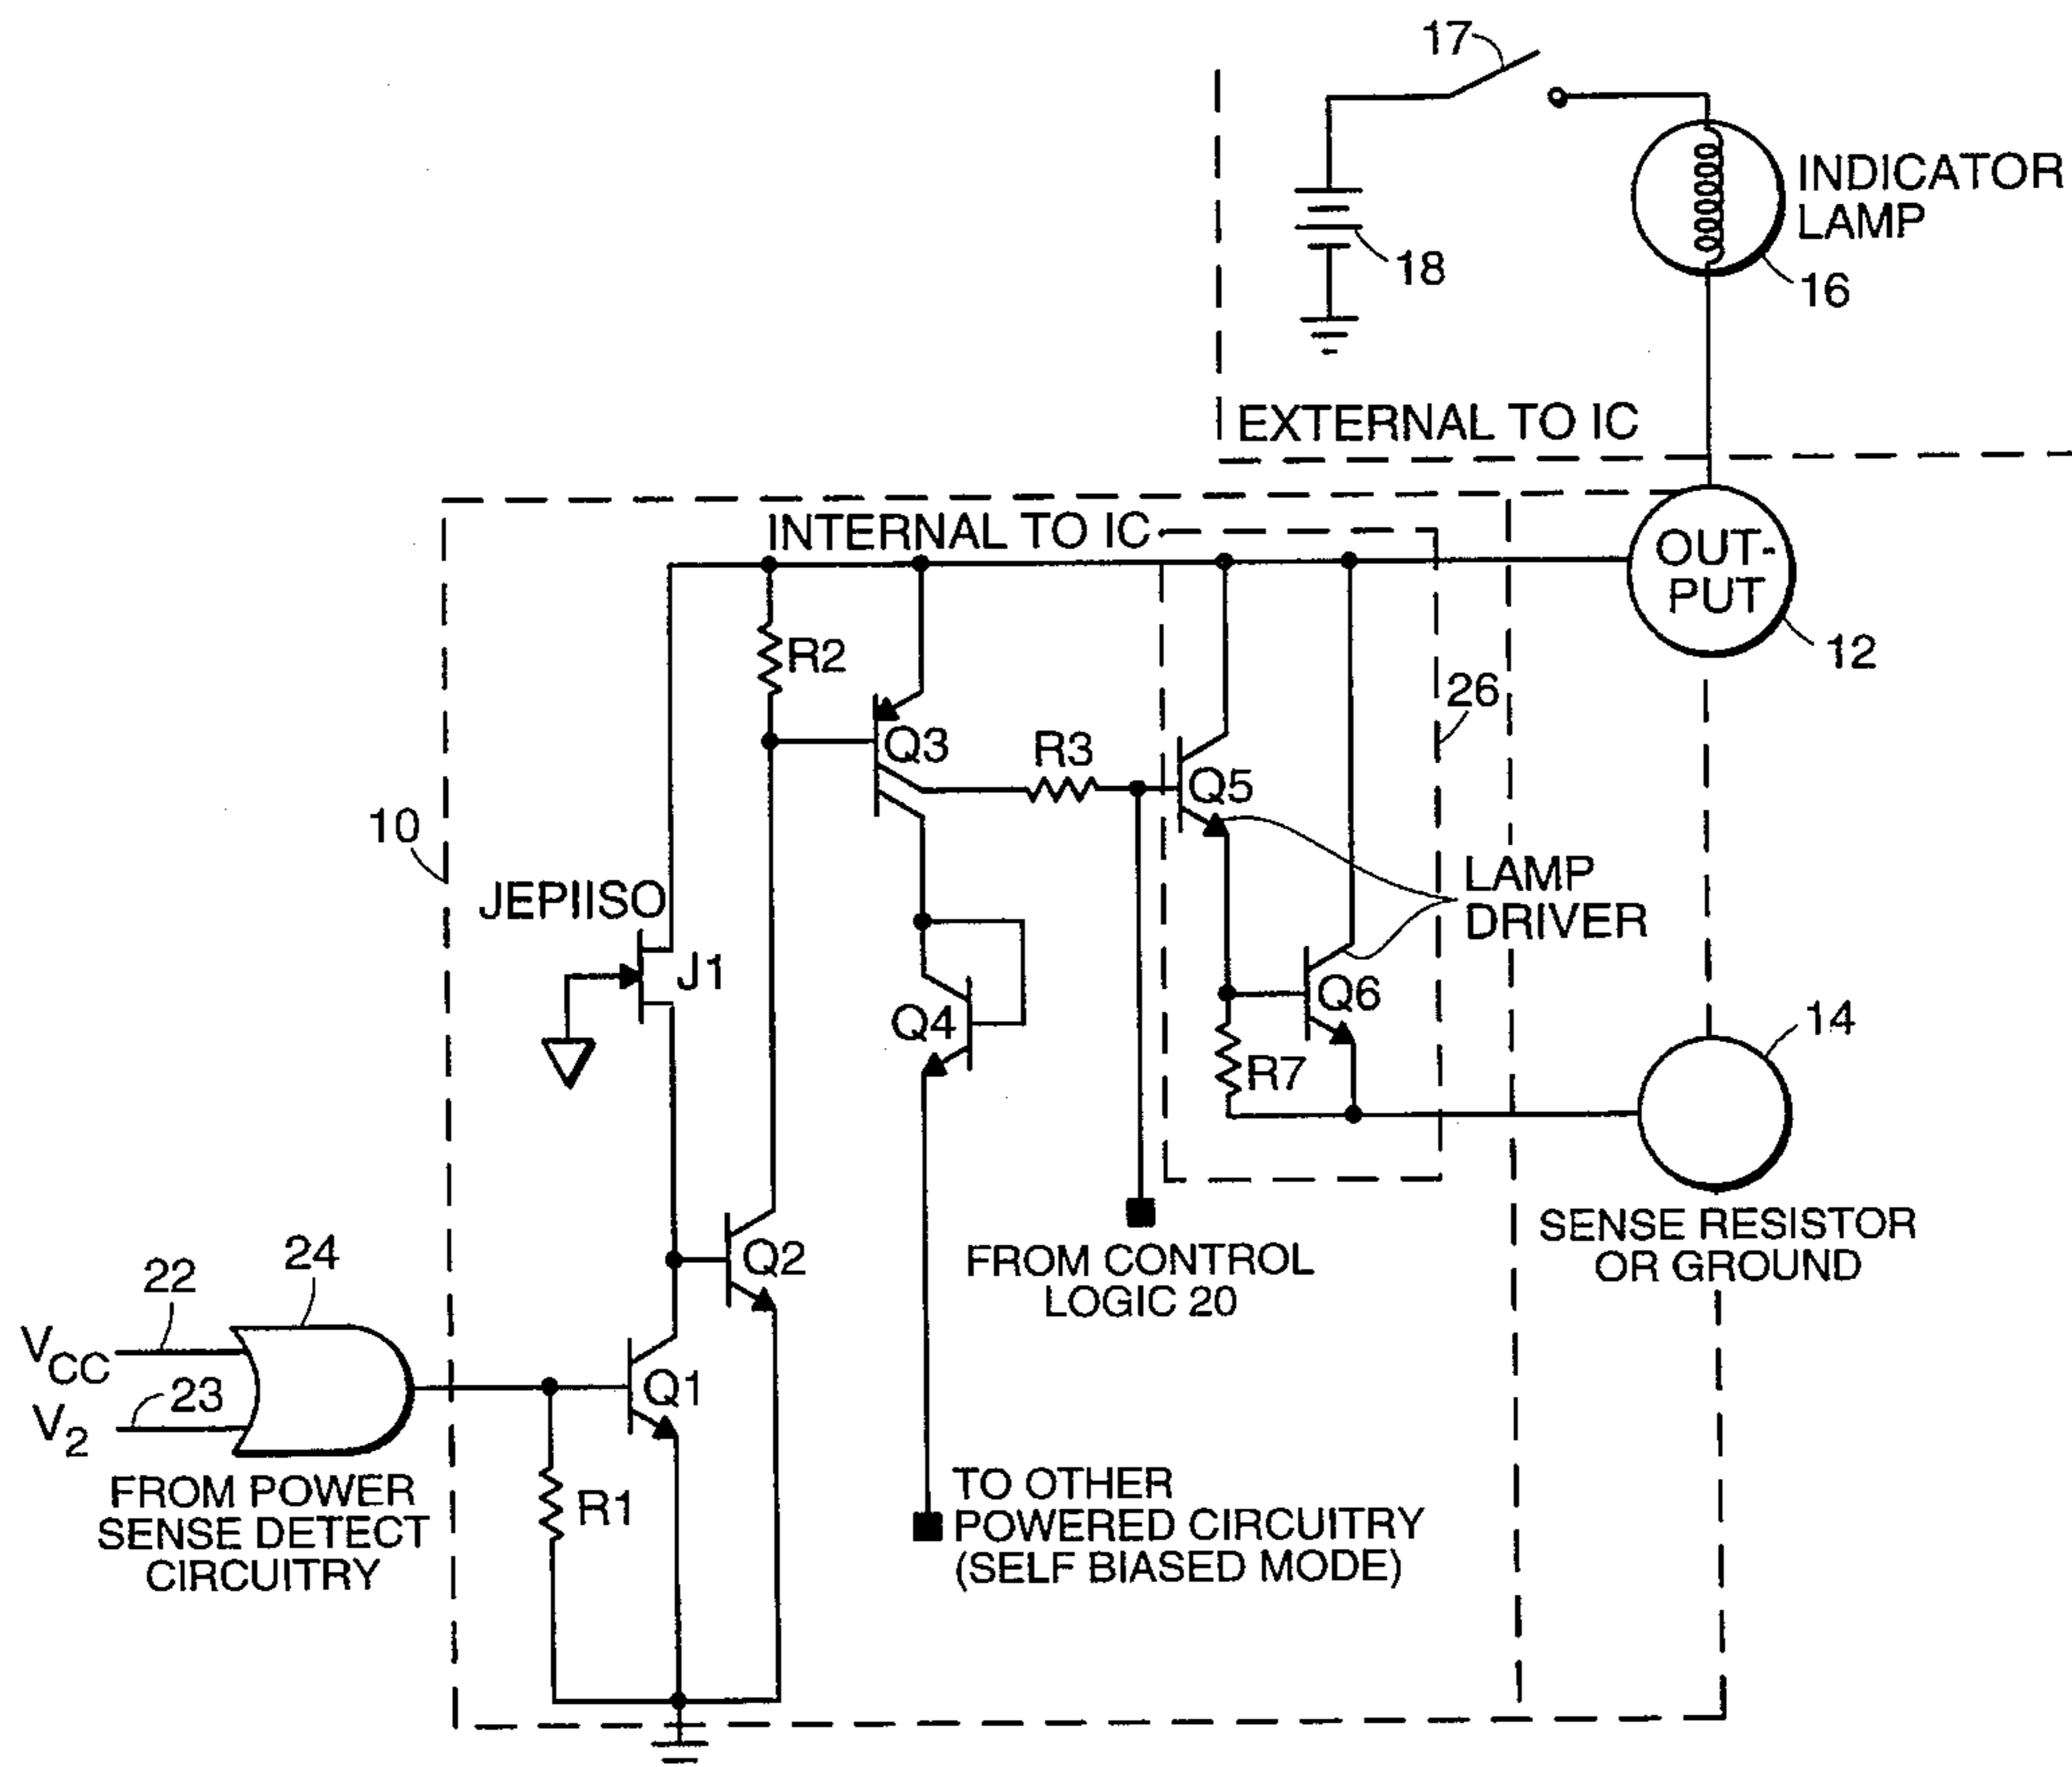 17
INDICATOR
LAMP
18
16
EXTERNAL TO IC
INTERNAL TO IC
OUT-
PUT
12
R2
26
Q3
R3
Q5
10
LAMP
DRIVER
JEPIISO
J1
Q4
Q6
14
R7
SENSE RESISTOR
OR GROUND
Q2
FROM CONTROL
LOGIC 20
22
24
VCC
23
V2
Q1
FROM POWER
SENSE DETECT
CIRCUITRY
R1
TO OTHER
POWERED CIRCUITRY
(SELF BIASED MODE)